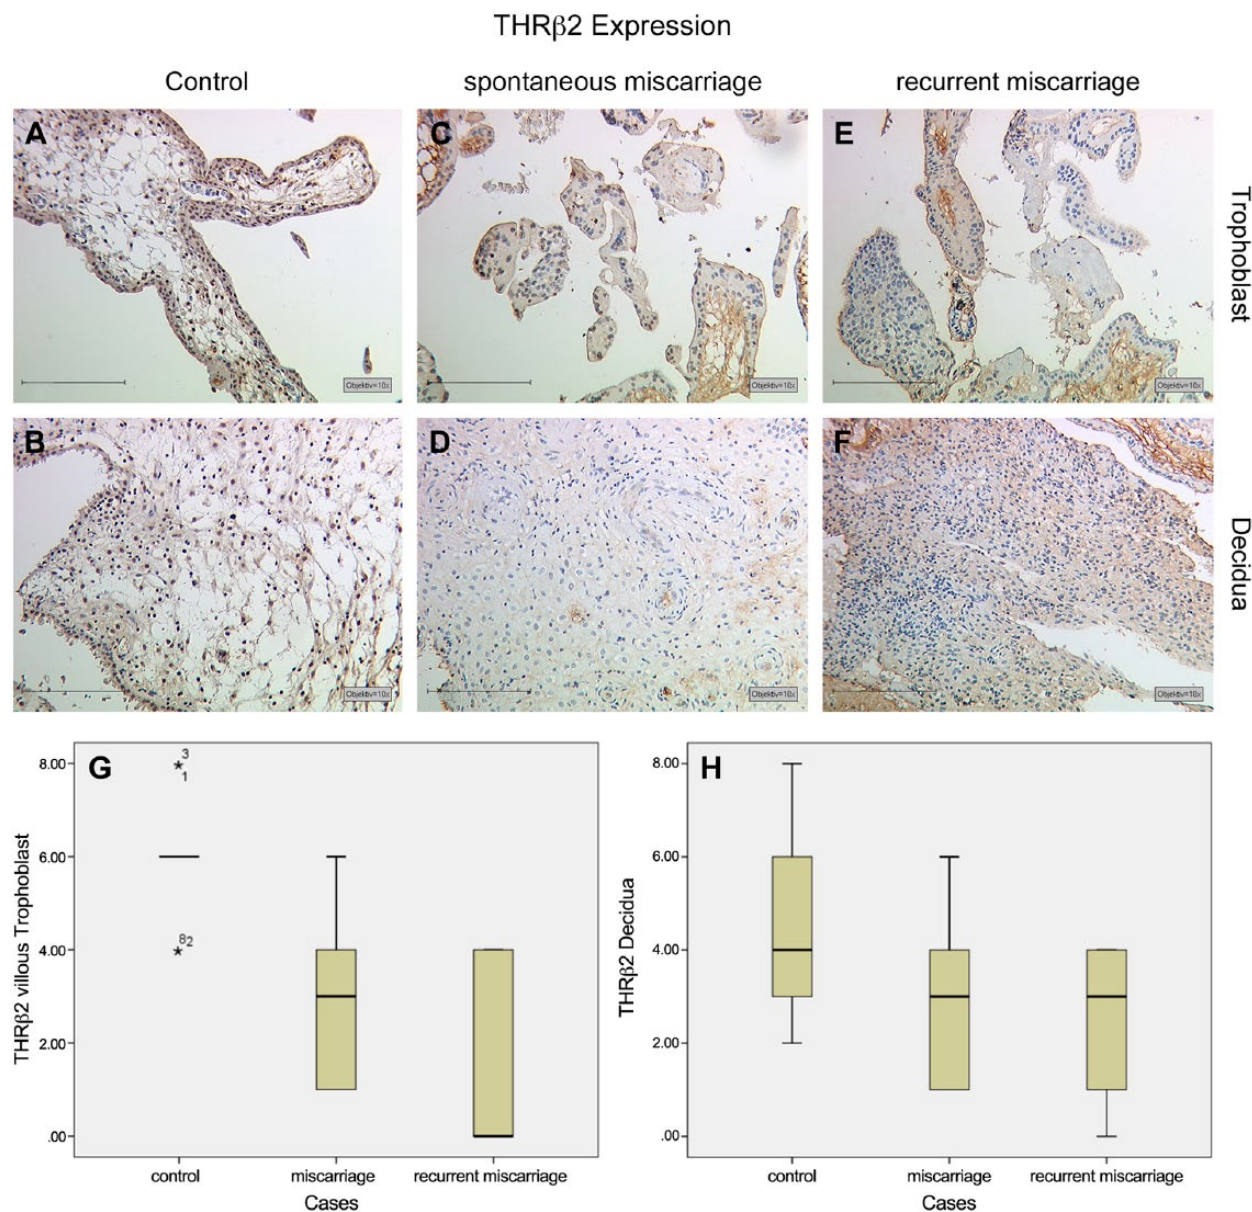 THRβ2 Expression
Control
spontaneous miscarriage
recurrent miscarriage
A
C
E
Trophoblast
Objektiv=10x
Objektiv=10x
Objektiv=10x
B
D
F
Decidua
Objektiv=10x
Objektiv=10x
Objektiv=10x
G
THRβ2 villous Trophoblast
8.00
6.00
4.00
2.00
.00
3
1
8
2
control
miscarriage
recurrent miscarriage
Cases
H
THRβ2 Decidua
8.00
6.00
4.00
2.00
.00
control
miscarriage
recurrent miscarriage
Cases